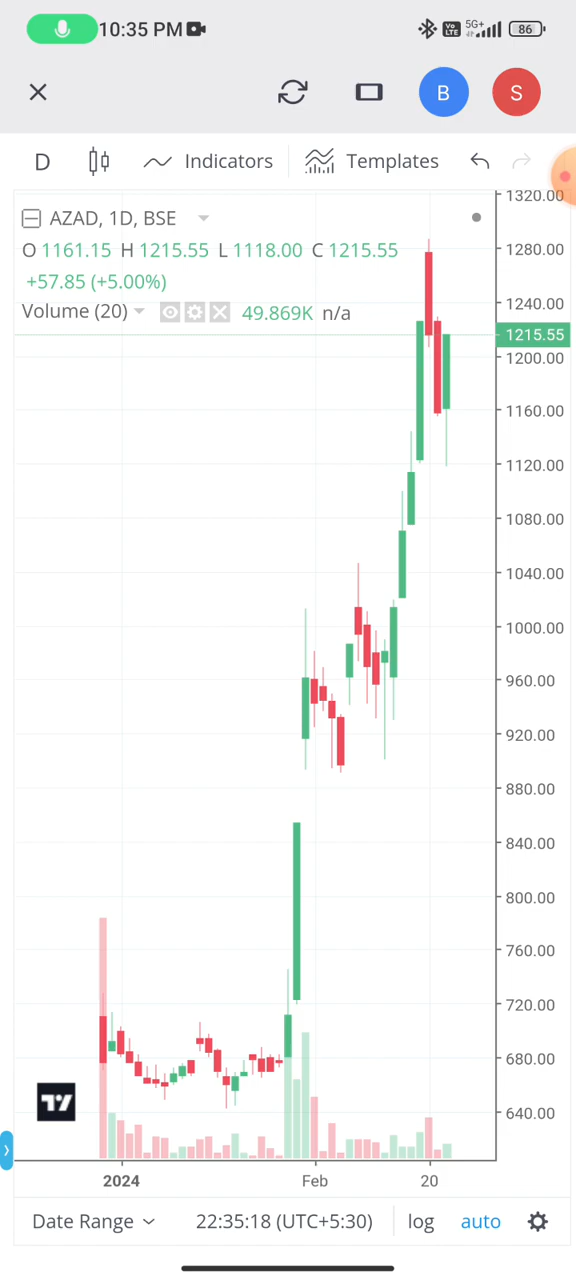 10:35 PM 5G+ Vo LTE 86
B S
D Indicators Templates
AZAD, 1D, BSE
O 1161.15 H 1215.55 L 1118.00 C 1215.55
+57.85 (+5.00%)
Volume (20) 49.869K n/a
1320.00
1280.00
1240.00
1215.55
1200.00
1160.00
1120.00
1080.00
1040.00
1000.00
960.00
920.00
880.00
840.00
800.00
760.00
720.00
680.00
640.00
2024 Feb 20
Date Range 22:35:18 (UTC+5:30) log auto